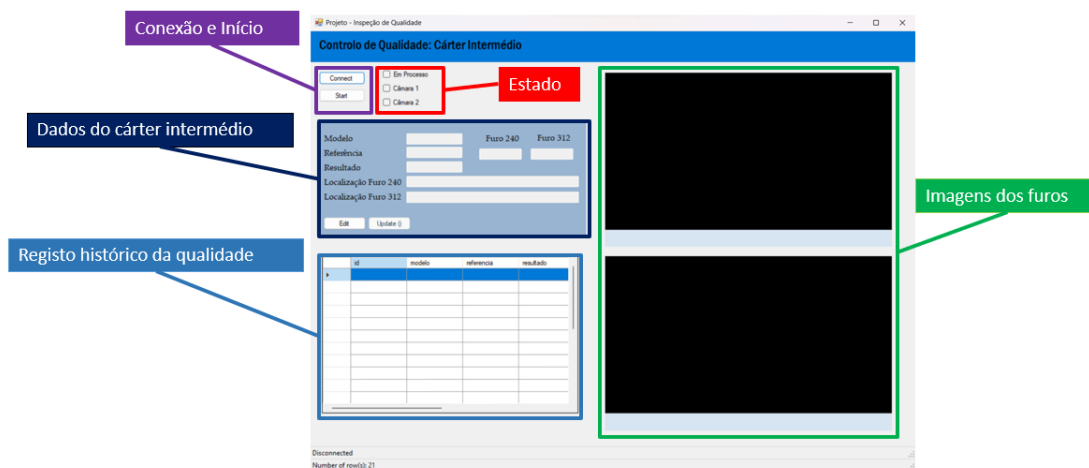 Conexão e Início
Projeto - Inspeção de Qualidade
Controlo de Qualidade: Cárter Intermédio
Connect
Start
Em Processo
Câmara 1
Câmara 2
Estado
Dados do cárter intermédio
Modelo
Furo 240
Furo 312
Referência
Resultado
Localização Furo 240
Localização Furo 312
Edit
Update ()
Imagens dos furos
Registo histórico da qualidade
id modelo referencia resultado
Disconnected
Number of row(s): 21